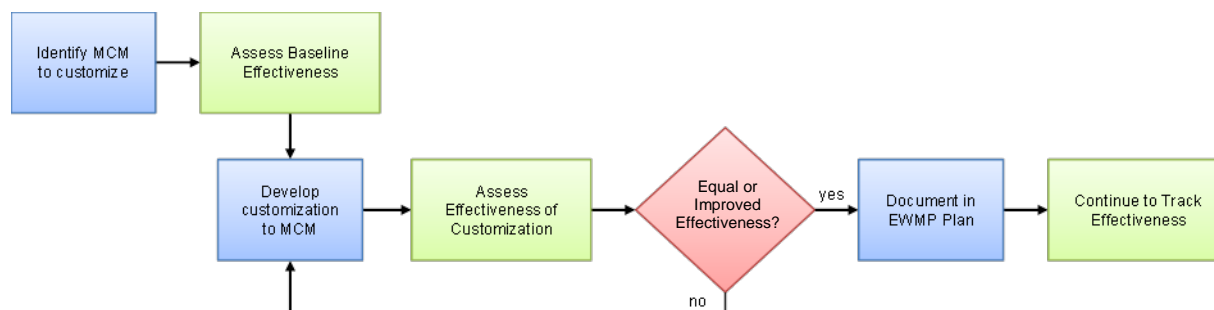 Identify MCM
to customize
Assess Baseline
Effectiveness
Develop
customization
to MCM
Assess
Effectiveness of
Customization
Equal or
Improved
Effectiveness?
yes
no
Document in
EWMP Plan
Continue to Track
Effectiveness